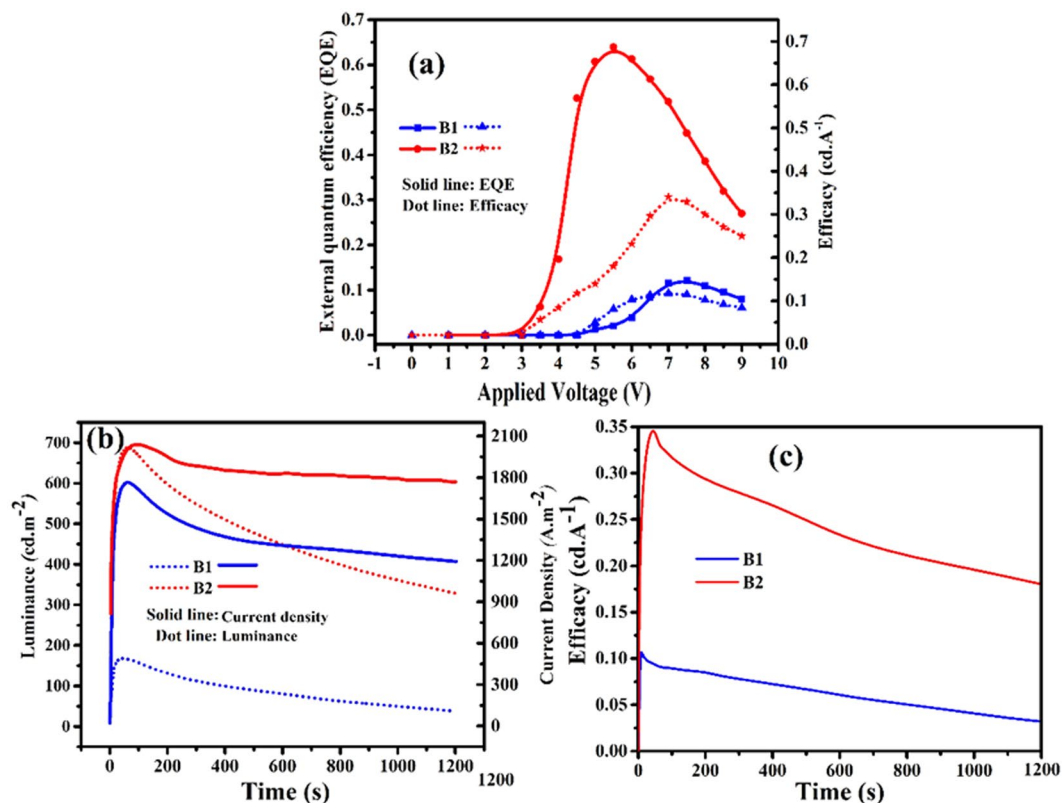 (a)
External quantum efficiency (EQE)
0.7
0.6
0.5
0.4
0.3
0.2
0.1
0.0
B1
B2
Solid line: EQE
Dot line: Efficacy
0.7
0.6
0.5
0.4
0.3
0.2
0.1
0.0
Efficacy (cd.A-1)
-1 0 1 2 3 4 5 6 7 8 9 10
Applied Voltage (V)
(b)
Luminance (cd.m-2)
700
600
500
400
300
200
100
0
B1
B2
Solid line: Current density
Dot line: Luminance
2100
1800
1500
1200
900
600
300
0
Current Density (A.m-2)
0 200 400 600 800 1000 1200
1200
Time (s)
(c)
Efficacy (cd.A-1)
0.35
0.30
0.25
0.20
0.15
0.10
0.05
0.00
B1
B2
200 400 600 800 1000 1200
Time (s)